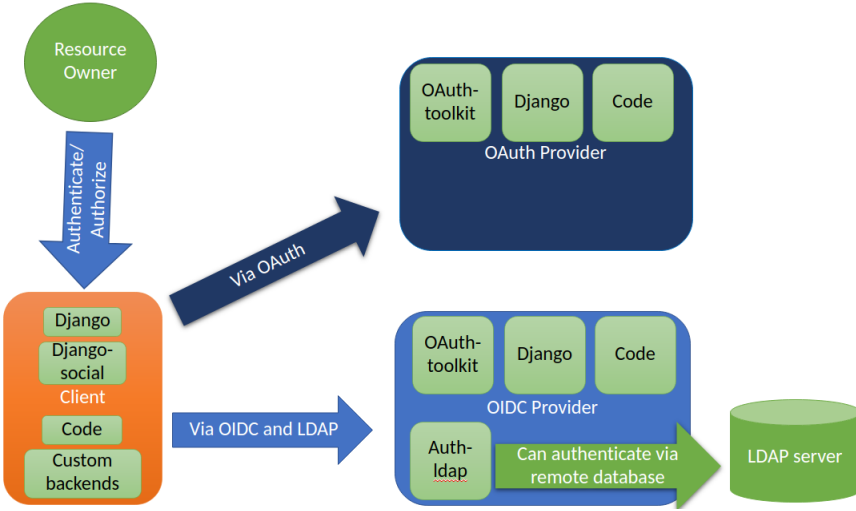 Resource
Owner
Authenticate/
Authorize
Django
Django-
social
Client
Code
Custom
backends
Via OAuth
OAuth-
toolkit
Django
Code
OAuth Provider
Via OIDC and LDAP
OAuth-
toolkit
Django
Code
OIDC Provider
Auth-
ldap
Can authenticate via
remote database
LDAP server